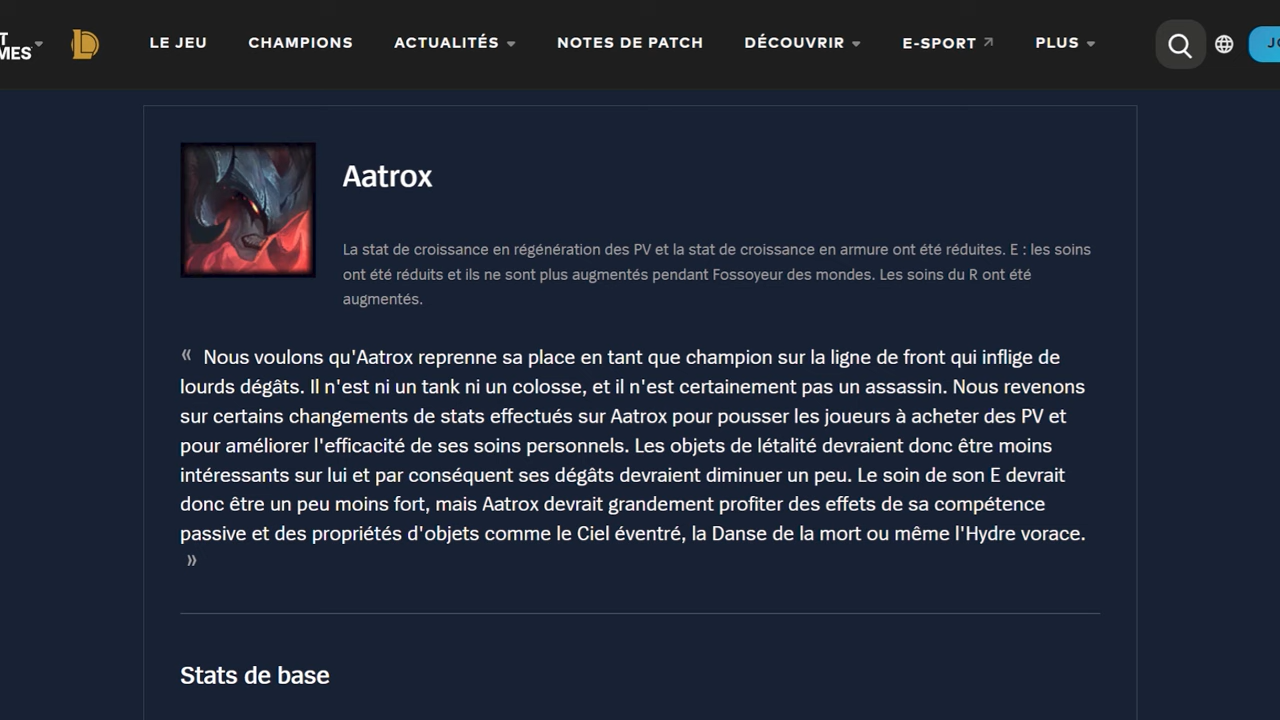 LE JEU CHAMPIONS ACTUALITÉS NOTES DE PATCH DÉCOUVRIR E-SPORT PLUS
Aatrox
La stat de croissance en régénération des PV et la stat de croissance en armure ont été réduites. E : les soins
ont été réduits et ils ne sont plus augmentés pendant Fossoyeur des mondes. Les soins du R ont été
augmentés.
« Nous voulons qu'Aatrox reprenne sa place en tant que champion sur la ligne de front qui inflige de
lourds dégâts. Il n'est ni un tank ni un colosse, et il n'est certainement pas un assassin. Nous revenons
sur certains changements de stats effectués sur Aatrox pour pousser les joueurs à acheter des PV et
pour améliorer l'efficacité de ses soins personnels. Les objets de létalité devraient donc être moins
intéressants sur lui et par conséquent ses dégâts devraient diminuer un peu. Le soin de son E devrait
donc être un peu moins fort, mais Aatrox devrait grandement profiter des effets de sa compétence
passive et des propriétés d'objets comme le Ciel éventré, la Danse de la mort ou même l'Hydre vorace.
»
Stats de base